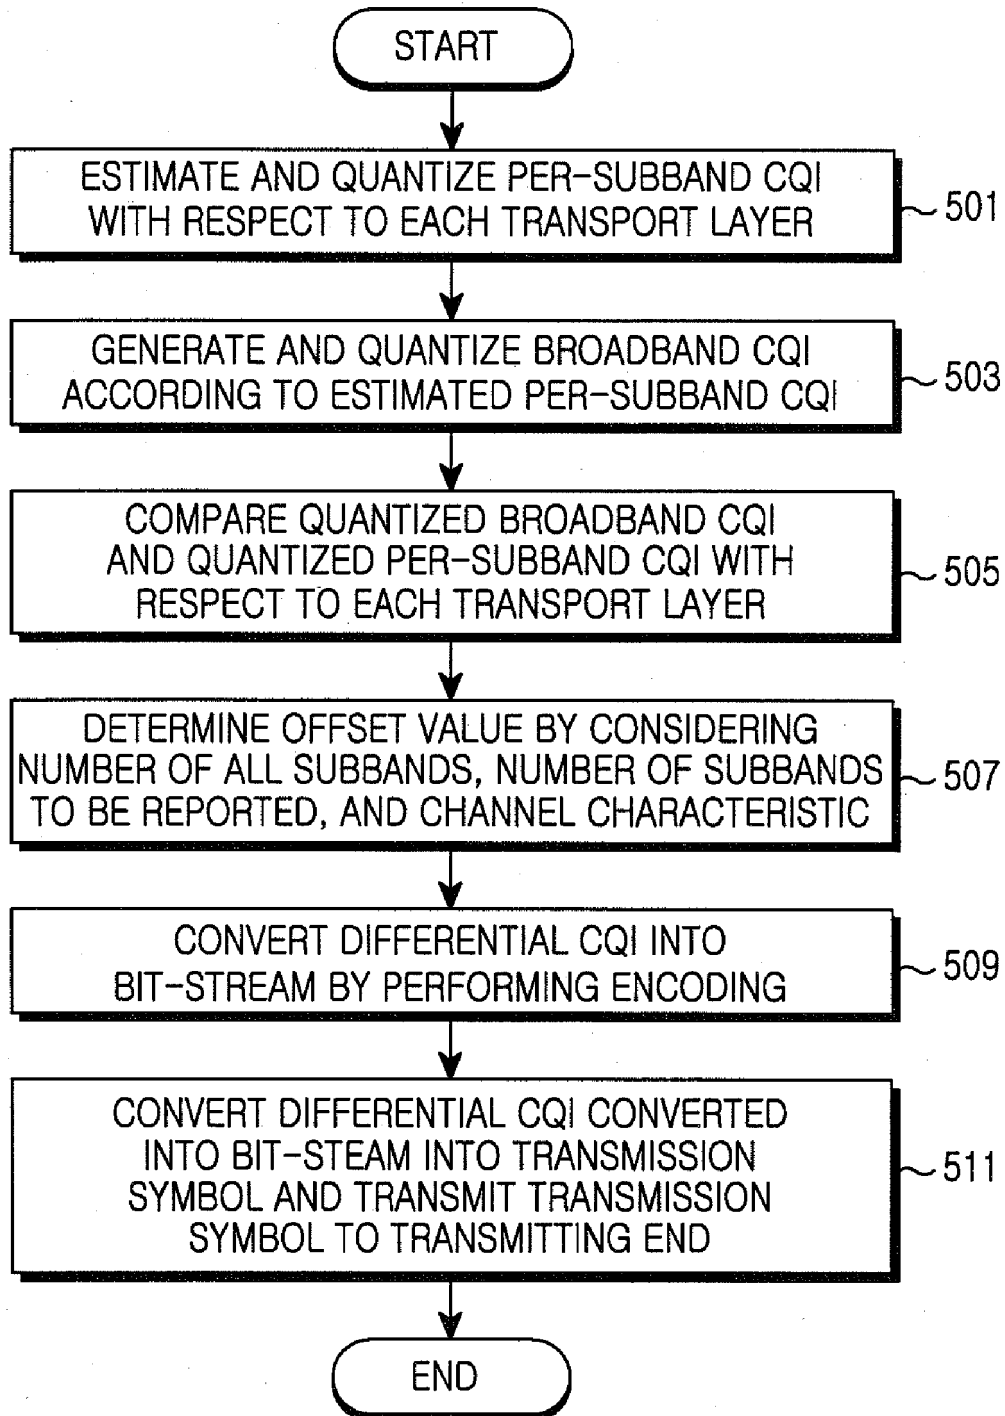 START
ESTIMATE AND QUANTIZE PER-SUBBAND CQI
WITH RESPECT TO EACH TRANSPORT LAYER
501
GENERATE AND QUANTIZE BROADBAND CQI
ACCORDING TO ESTIMATED PER-SUBBAND CQI
503
COMPARE QUANTIZED BROADBAND CQI
AND QUANTIZED PER-SUBBAND CQI WITH
RESPECT TO EACH TRANSPORT LAYER
505
DETERMINE OFFSET VALUE BY CONSIDERING
NUMBER OF ALL SUBBANDS, NUMBER OF SUBBANDS
TO BE REPORTED, AND CHANNEL CHARACTERISTIC
507
CONVERT DIFFERENTIAL CQI INTO
BIT-STREAM BY PERFORMING ENCODING
509
CONVERT DIFFERENTIAL CQI CONVERTED
INTO BIT-STEAM INTO TRANSMISSION
SYMBOL AND TRANSMIT TRANSMISSION
SYMBOL TO TRANSMITTING END
511
END